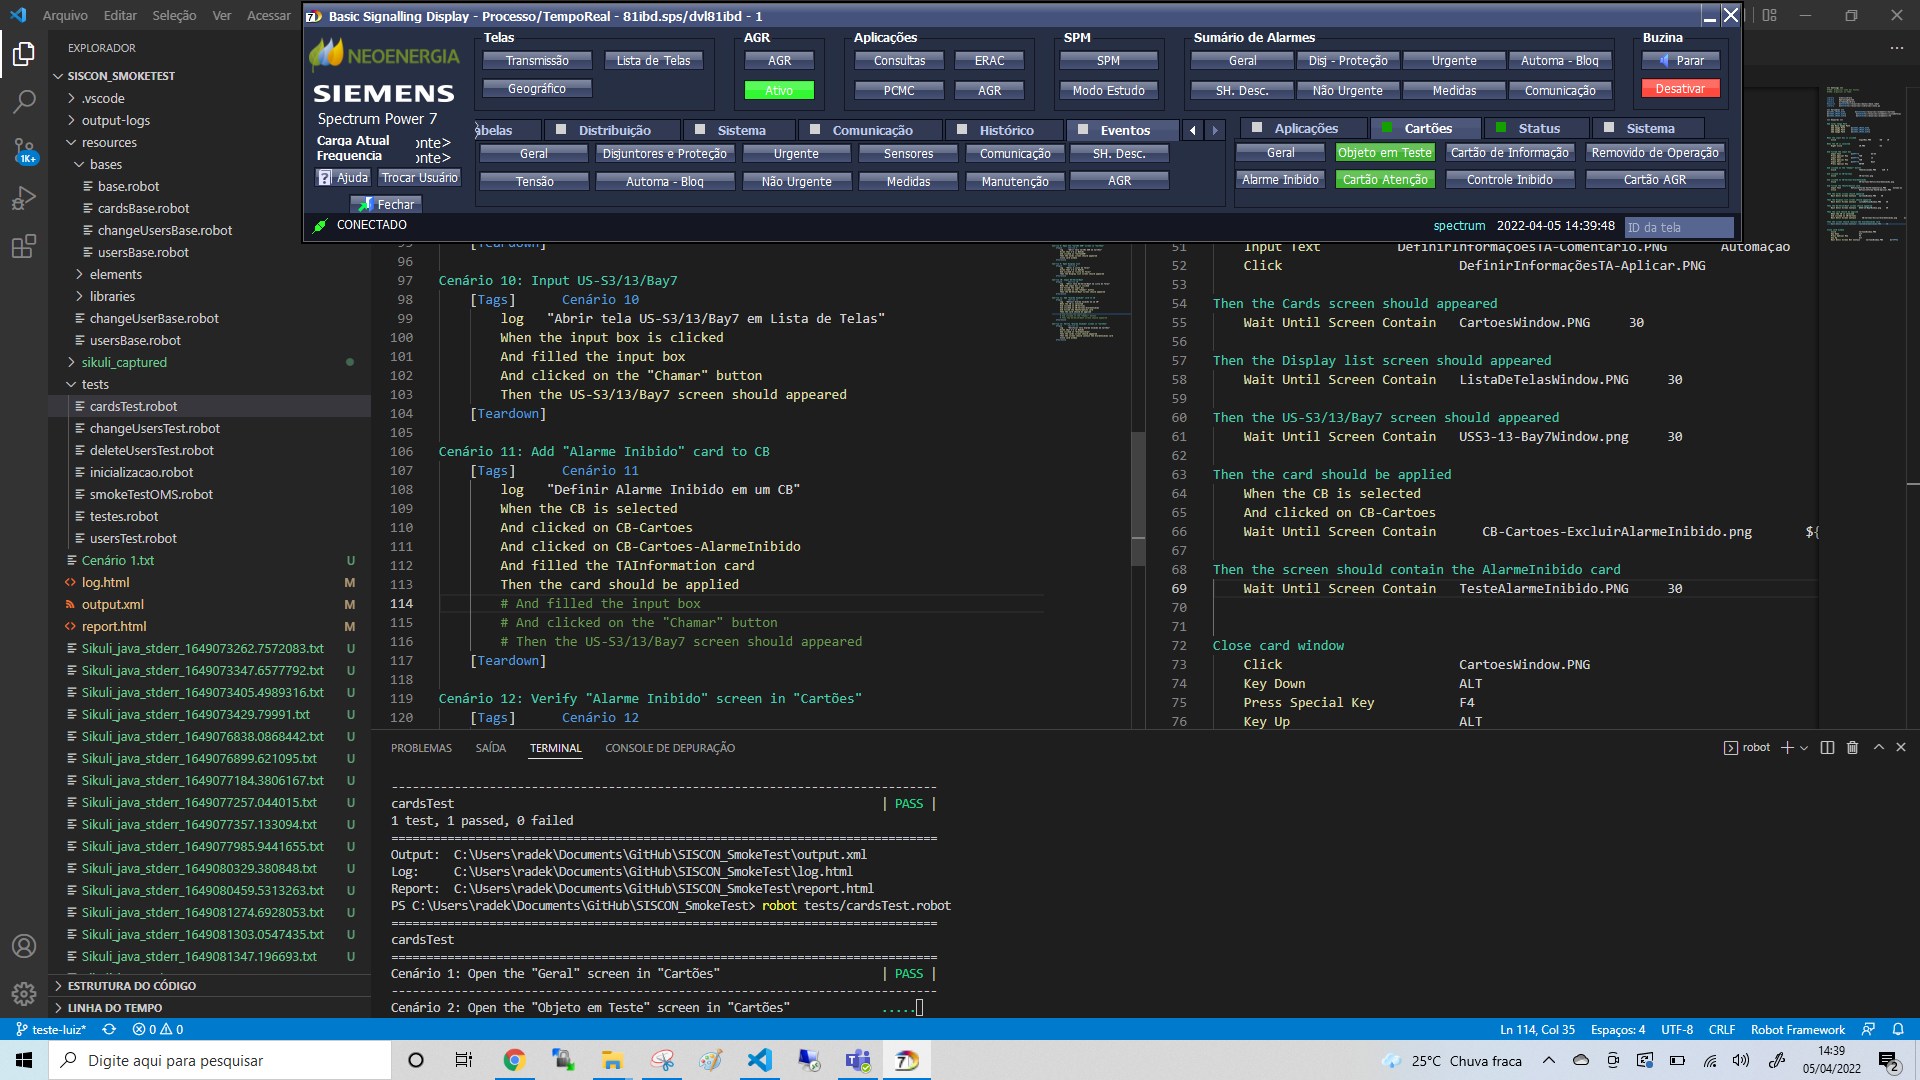 Arquivo Editar Seleção Ver Acessar
Basic Signalling Display - Processo/TempoReal - 81ibd.sps/dvl81ibd - 1
NEOENERGIA
SIEMENS
Spectrum Power 7
Carga Atual onte>
Frequencia onte>
Ajuda Trocar Usuário
Fechar
CONECTADO
Telas
Transmissão Lista de Telas
Geográfico
AGR
AGR
Ativo
Aplicações
Consultas ERAC
PCMC AGR
SPM
SPM
Modo Estudo
Sumário de Alarmes
Geral Disj - Proteção Urgente Automa - Bloq
SH. Desc. Não Urgente Medidas Comunicação
Buzina
Parar
Desativar
abelas Distribuição Sistema Comunicação Histórico Eventos
Geral Disjuntores e Proteção Urgente Sensores Comunicação SH. Desc.
Tensão Automa - Bloq Não Urgente Medidas Manutenção AGR
Aplicações Cartões Status Sistema
Geral Objeto em Teste Cartão de Informação Removido de Operação
Alarme Inibido Cartão Atenção Controle Inibido Cartão AGR
spectrum 2022-04-05 14:39:48 ID da tela
EXPLORADOR
SISCON_SMOKETEST
.vscode
output-logs
resources
bases
base.robot
cardsBase.robot
changeUsersBase.robot
usersBase.robot
elements
libraries
changeUserBase.robot
usersBase.robot
sikuli_captured
tests
cardsTest.robot
changeUsersTest.robot
deleteUsersTest.robot
inicializacao.robot
smokeTestOMS.robot
testes.robot
usersTest.robot
Cenário 1.txt U
log.html M
output.xml M
report.html M
Sikuli_java_stderr_1649073262.7572083.txt U
Sikuli_java_stderr_1649073347.6577792.txt U
Sikuli_java_stderr_1649073405.4989316.txt U
Sikuli_java_stderr_1649073429.79991.txt U
Sikuli_java_stderr_1649076838.0868442.txt U
Sikuli_java_stderr_1649076899.621095.txt U
Sikuli_java_stderr_1649077184.3806167.txt U
Sikuli_java_stderr_1649077257.044015.txt U
Sikuli_java_stderr_1649077357.133094.txt U
Sikuli_java_stderr_1649077985.9441655.txt U
Sikuli_java_stderr_1649080329.380848.txt U
Sikuli_java_stderr_1649080459.5313263.txt U
Sikuli_java_stderr_1649081274.6928053.txt U
Sikuli_java_stderr_1649081303.0547435.txt U
Sikuli_java_stderr_1649081347.196693.txt U
ESTRUTURA DO CÓDIGO
LINHA DO TEMPO
1K+
95 [Teardown]
96
97 Cenário 10: Input US-S3/13/Bay7
98 [Tags] Cenário 10
99 log "Abrir tela US-S3/13/Bay7 em Lista de Telas"
100 When the input box is clicked
101 And filled the input box
102 And clicked on the "Chamar" button
103 Then the US-S3/13/Bay7 screen should appeared
104 [Teardown]
105
106 Cenário 11: Add "Alarme Inibido" card to CB
107 [Tags] Cenário 11
108 log "Definir Alarme Inibido em um CB"
109 When the CB is selected
110 And clicked on CB-Cartoes
111 And clicked on CB-Cartoes-AlarmeInibido
112 And filled the TAInformation card
113 Then the card should be applied
114 # And filled the input box
115 # And clicked on the "Chamar" button
116 # Then the US-S3/13/Bay7 screen should appeared
117 [Teardown]
118
119 Cenário 12: Verify "Alarme Inibido" screen in "Cartões"
120 [Tags] Cenário 12
51 Input Text DefinirInformaçõesTA-Comentario.PNG Automação
52 Click DefinirInformaçõesTA-Aplicar.PNG
53
54 Then the Cards screen should appeared
55 Wait Until Screen Contain CartoesWindow.PNG 30
56
57 Then the Display list screen should appeared
58 Wait Until Screen Contain ListaDeTelasWindow.PNG 30
59
60 Then the US-S3/13/Bay7 screen should appeared
61 Wait Until Screen Contain USS3-13-Bay7Window.png 30
62
63 Then the card should be applied
64 When the CB is selected
65 And clicked on CB-Cartoes
66 Wait Until Screen Contain CB-Cartoes-ExcluirAlarmeInibido.png ${
67
68 Then the screen should contain the AlarmeInibido card
69 Wait Until Screen Contain TesteAlarmeInibido.PNG 30
70
71
72 Close card window
73 Click CartoesWindow.PNG
74 Key Down ALT
75 Press Special Key F4
76 Key Up ALT
PROBLEMAS SAÍDA TERMINAL CONSOLE DE DEPURAÇÃO
robot
------------------------------------------------------------------------------
cardsTest | PASS |
1 test, 1 passed, 0 failed
==============================================================================
Output: C:\Users\radek\Documents\GitHub\SISCON_SmokeTest\output.xml
Log: C:\Users\radek\Documents\GitHub\SISCON_SmokeTest\log.html
Report: C:\Users\radek\Documents\GitHub\SISCON_SmokeTest\report.html
PS C:\Users\radek\Documents\GitHub\SISCON_SmokeTest> robot tests/cardsTest.robot
==============================================================================
cardsTest
==============================================================================
Cenário 1: Open the "Geral" screen in "Cartões" | PASS |
------------------------------------------------------------------------------
Cenário 2: Open the "Objeto em Teste" screen in "Cartões" .....
teste-luiz* 0 0
Ln 114, Col 35 Espaços: 4 UTF-8 CRLF Robot Framework
Digite aqui para pesquisar
25°C Chuva fraca
14:39
05/04/2022
2